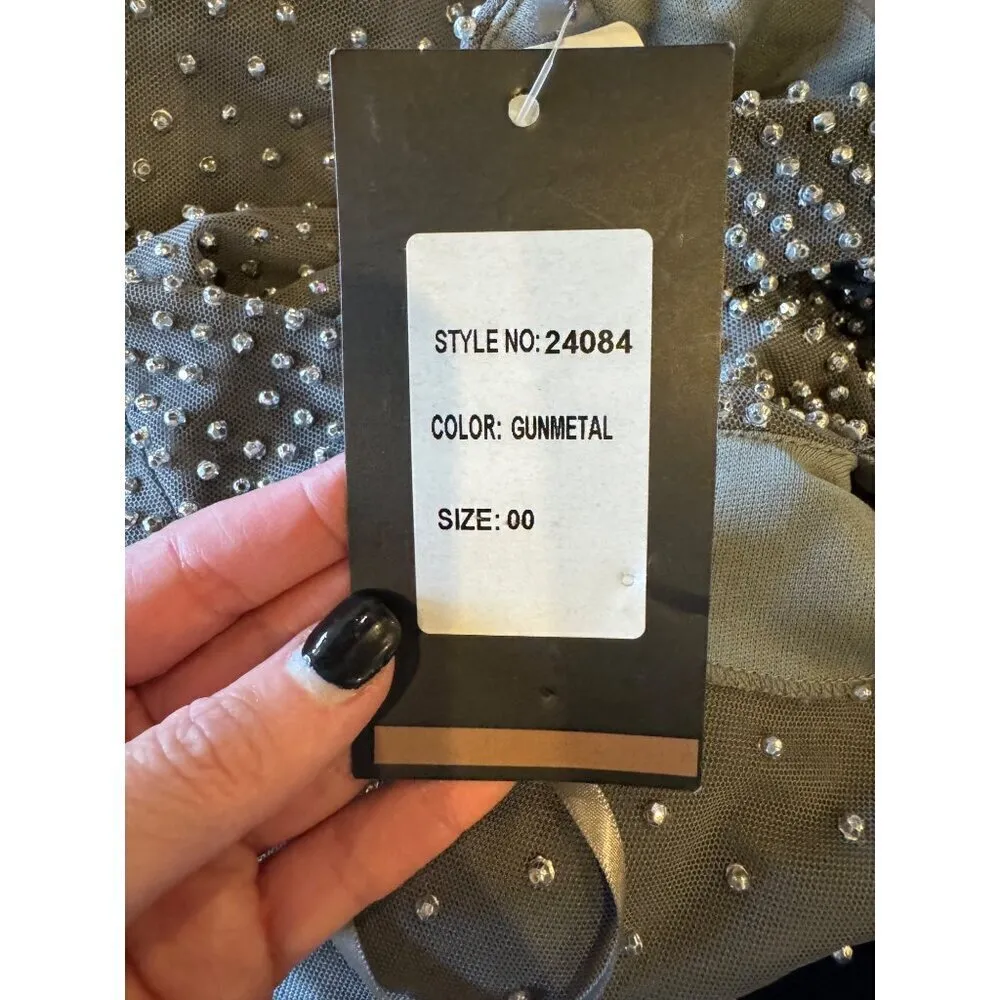 STYLE NO: 24084
COLOR: GUNMETAL
SIZE: 00